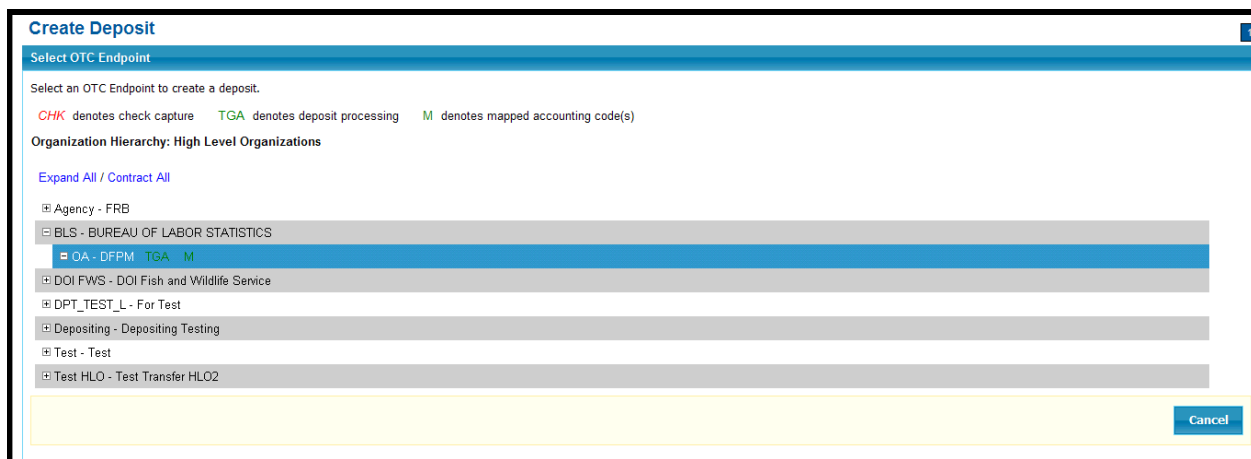 Create Deposit
Select OTC Endpoint
Select an OTC Endpoint to create a deposit.
CHK denotes check capture TGA denotes deposit processing M denotes mapped accounting code(s)
Organization Hierarchy: High Level Organizations
Expand All / Contract All
Agency - FRB
BLS - BUREAU OF LABOR STATISTICS
OA - DFPM TGA M
DOI FWS - DOI Fish and Wildlife Service
DPT_TEST_L - For Test
Depositing - Depositing Testing
Test - Test
Test HLO - Test Transfer HLO2
Cancel